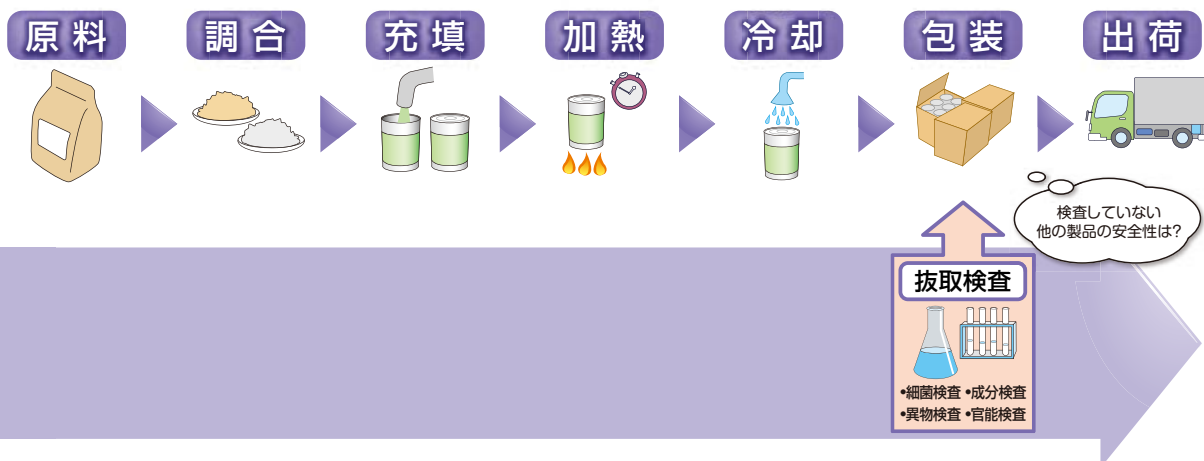 原料
調合
充填
加熱
冷却
包装
出荷
検査していない
他の製品の安全性は?
抜取検査
•細菌検査 •成分検査
•異物検査 •官能検査